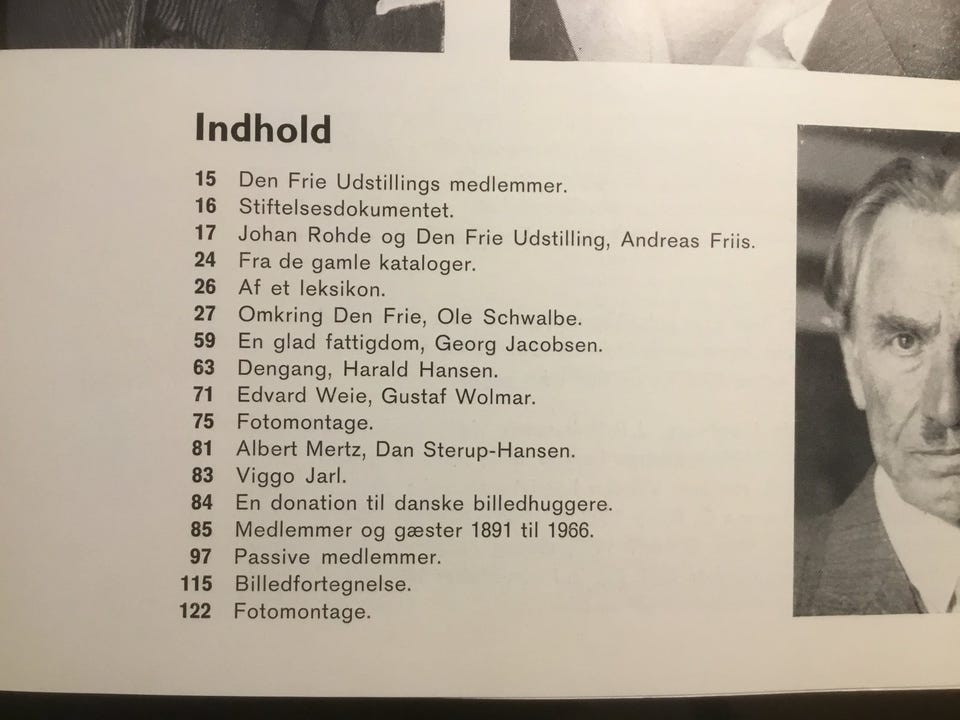 Indhold
15 Den Frie Udstillings medlemmer.
16 Stiftelsesdokumentet.
17 Johan Rohde og Den Frie Udstilling, Andreas Friis.
24 Fra de gamle kataloger.
26 Af et leksikon.
27 Omkring Den Frie, Ole Schwalbe.
59 En glad fattigdom, Georg Jacobsen.
63 Dengang, Harald Hansen.
71 Edvard Weie, Gustaf Wolmar.
75 Fotomontage.
81 Albert Mertz, Dan Sterup-Hansen.
83 Viggo Jarl.
84 En donation til danske billedhuggere.
85 Medlemmer og gæster 1891 til 1966.
97 Passive medlemmer.
115 Billedfortegnelse.
122 Fotomontage.